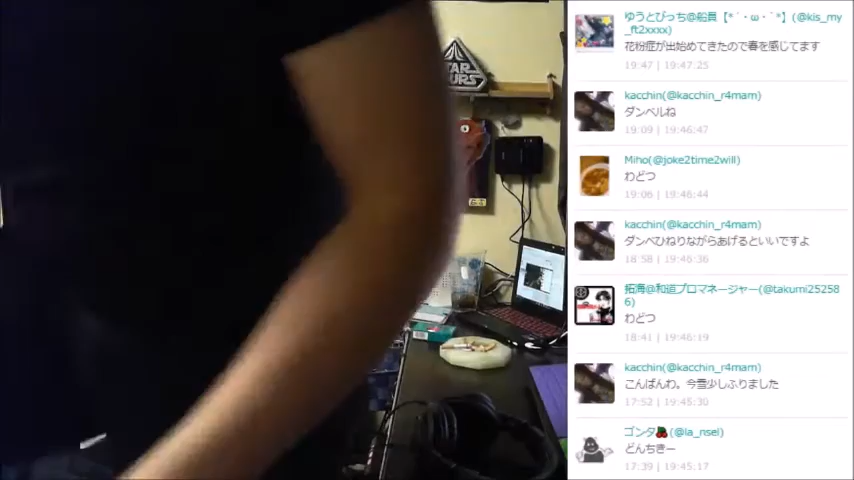 STAR
WARS
ゆうとびっち@船員【*´・ω・`*】(@kis_my
_ft2xxxx)
花粉症が出始めてきたので春を感じてます
19:47 | 19:47:25
kacchin(@kacchin_r4mam)
ダンベルね
19:09 | 19:46:47
Miho(@joke2time2will)
わどつ
19:06 | 19:46:44
kacchin(@kacchin_r4mam)
ダンベひねりながらあげるといいですよ
18:58 | 19:46:36
拓海@和道プロマネージャー(@takumi252586)
わどつ
18:41 | 19:46:19
kacchin(@kacchin_r4mam)
こんばんわ。今雪少しふりました
17:52 | 19:45:30
ゴンタ🍒(@la_nsei)
どんちきー
17:39 | 19:45:17